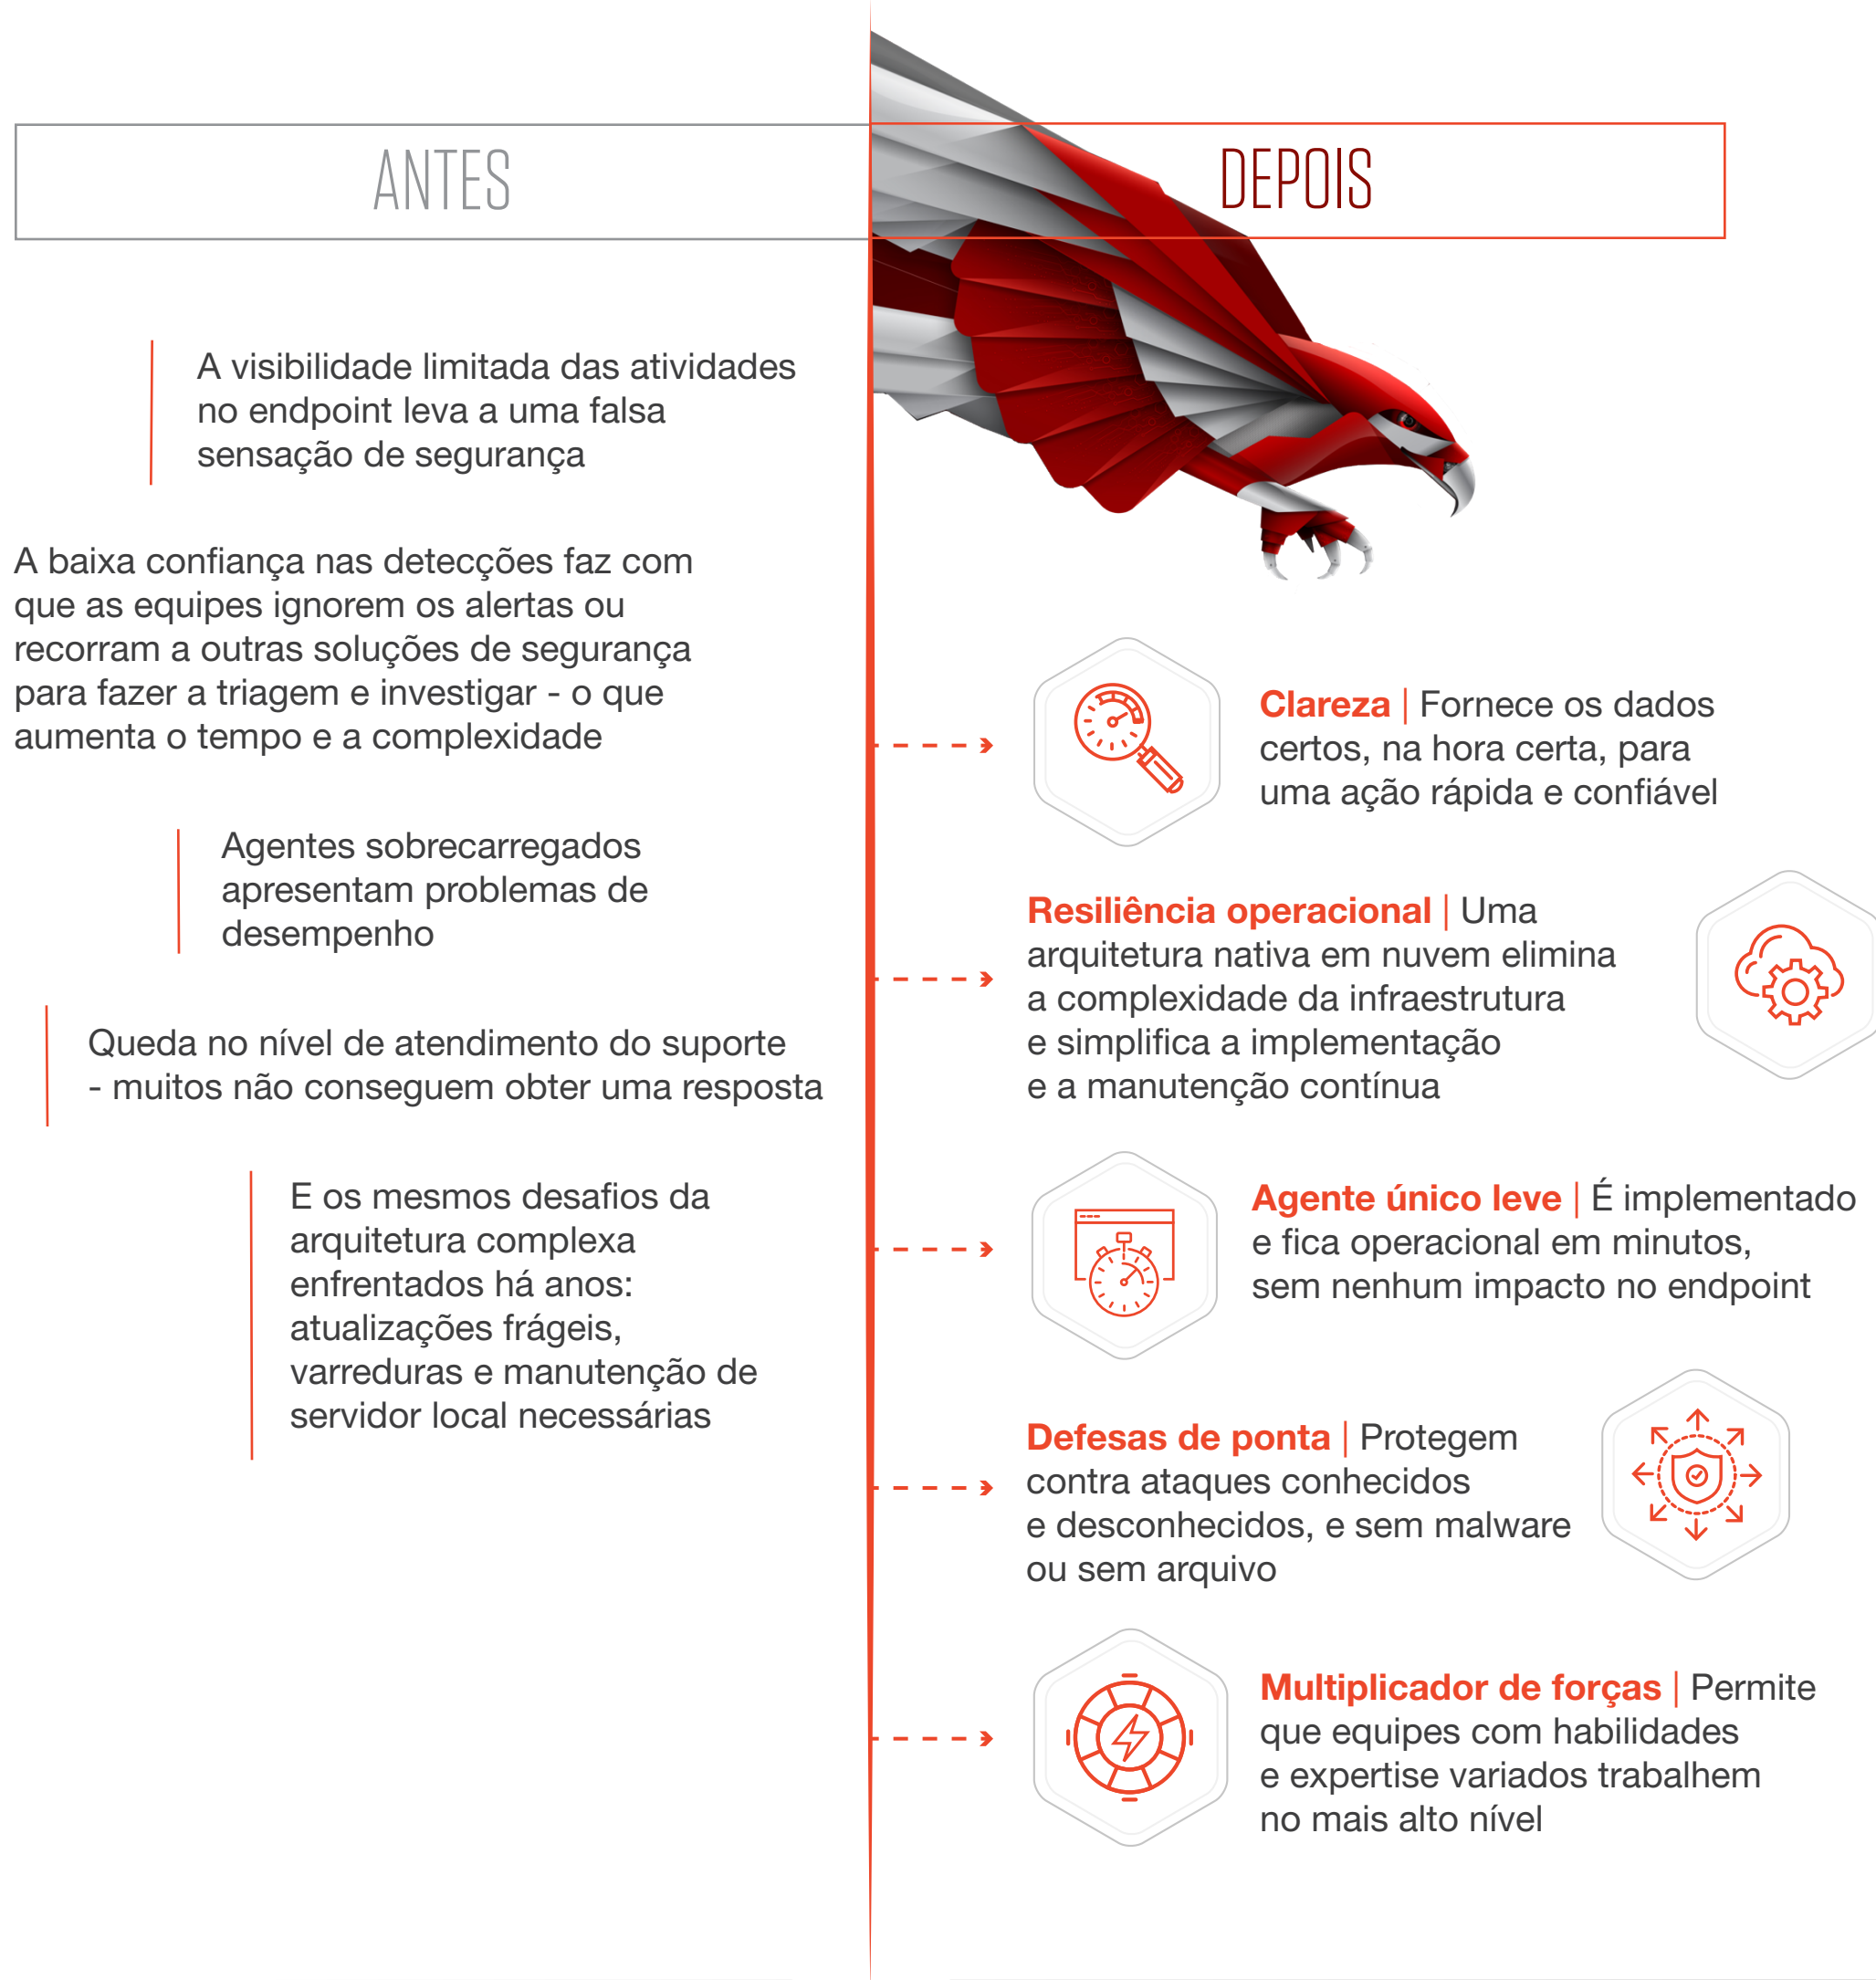 ANTES
A visibilidade limitada das atividades
no endpoint leva a uma falsa
sensação de segurança
A baixa confiança nas detecções faz com
que as equipes ignorem os alertas ou
recorram a outras soluções de segurança
para fazer a triagem e investigar - o que
aumenta o tempo e a complexidade
Agentes sobrecarregados
apresentam problemas de
desempenho
Queda no nível de atendimento do suporte
- muitos não conseguem obter uma resposta
E os mesmos desafios da
arquitetura complexa
enfrentados há anos:
atualizações frágeis,
varreduras e manutenção de
servidor local necessárias
DEPOIS
Clareza | Fornece os dados
certos, na hora certa, para
uma ação rápida e confiável
Resiliência operacional | Uma
arquitetura nativa em nuvem elimina
a complexidade da infraestrutura
e simplifica a implementação
e a manutenção contínua
Agente único leve | É implementado
e fica operacional em minutos,
sem nenhum impacto no endpoint
Defesas de ponta | Protegem
contra ataques conhecidos
e desconhecidos, e sem malware
ou sem arquivo
Multiplicador de forças | Permite
que equipes com habilidades
e expertise variados trabalhem
no mais alto nível